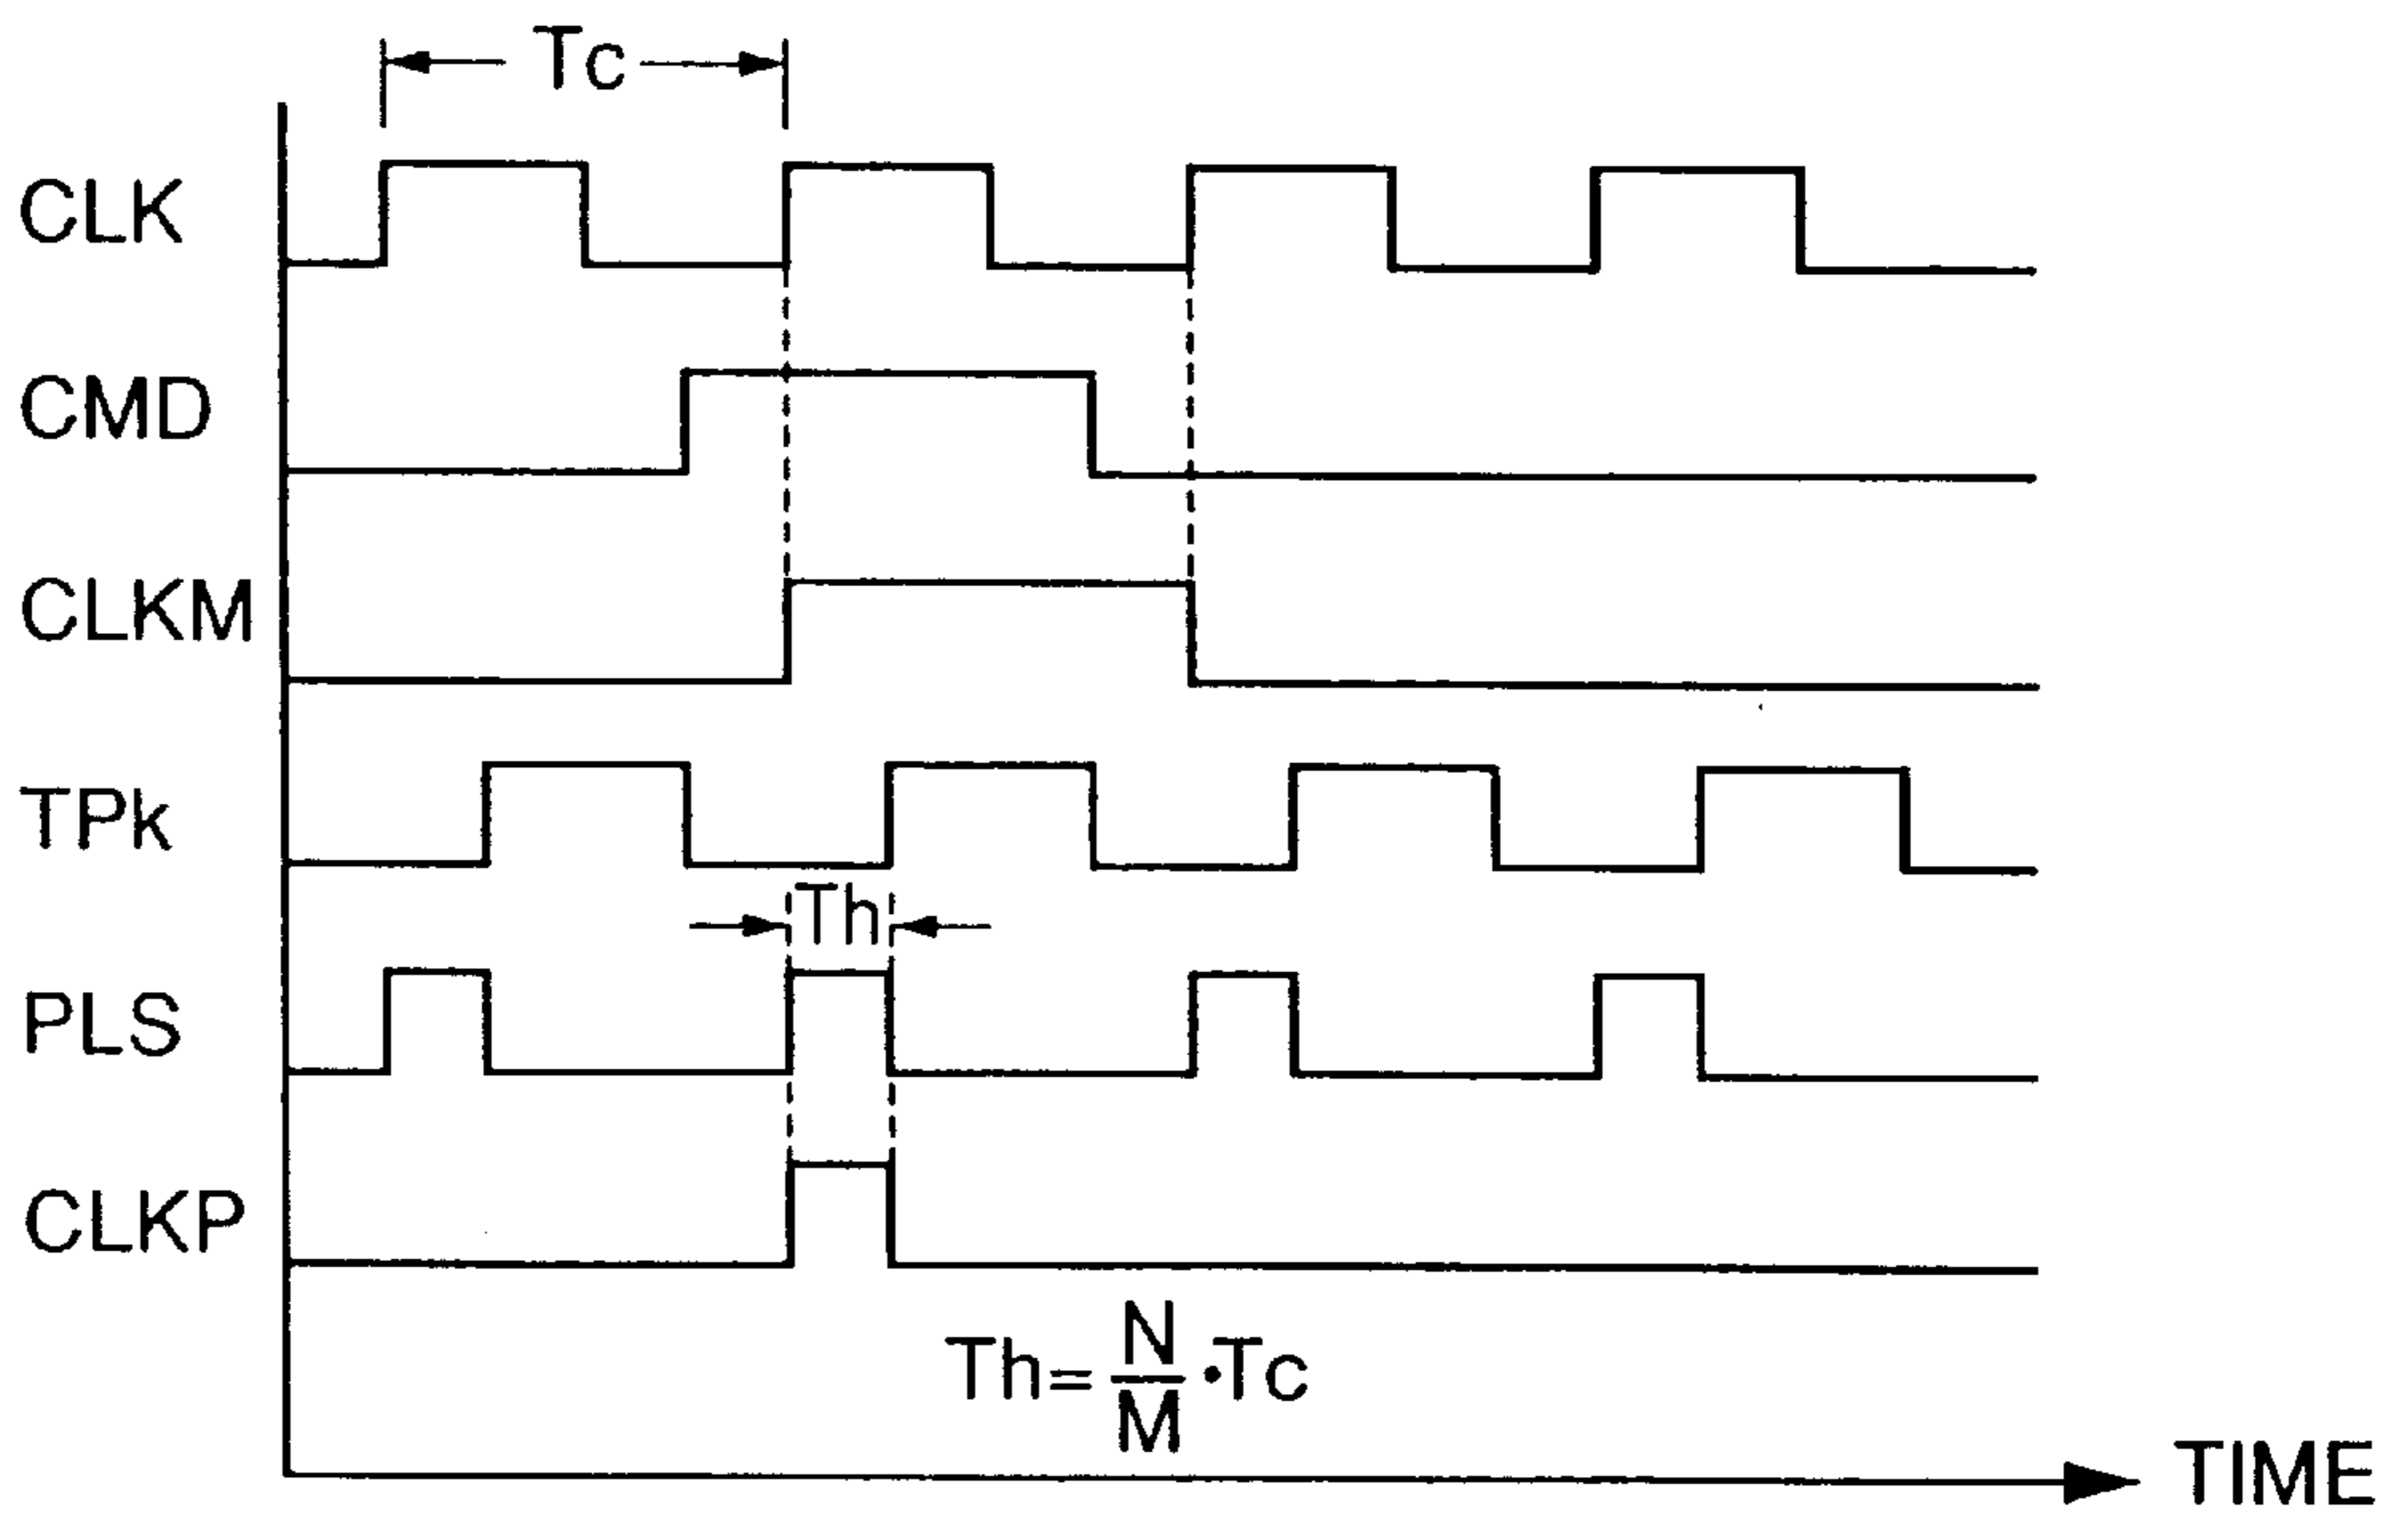 Tc
CLK
CMD
CLKM
TPk
Th
PLS
CLKP
Th = N/M • Tc
TIME